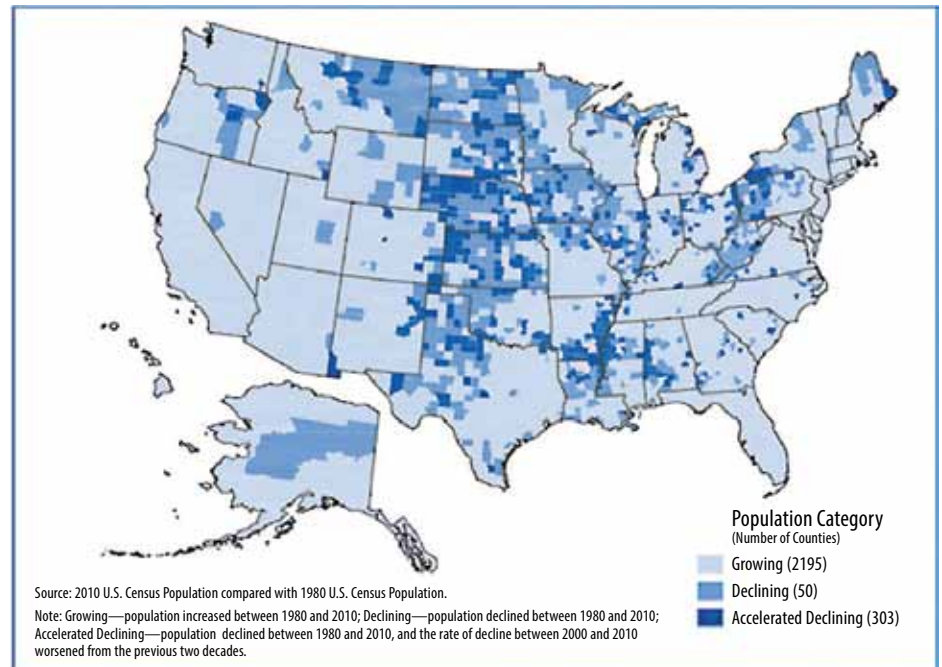 Population Category
(Number of Counties)
Growing (2195)
Declining (50)
Accelerated Declining (303)
Source: 2010 U.S. Census Population compared with 1980 U.S. Census Population.
Note: Growing—population increased between 1980 and 2010; Declining—population declined between 1980 and 2010;
Accelerated Declining—population declined between 1980 and 2010, and the rate of decline between 2000 and 2010
worsened from the previous two decades.